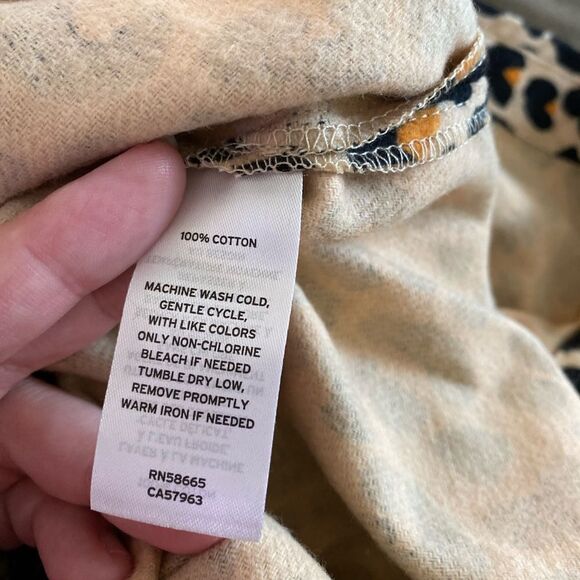 100% COTTON
MACHINE WASH COLD,
GENTLE CYCLE,
WITH LIKE COLORS
ONLY NON-CHLORINE
BLEACH IF NEEDED
TUMBLE DRY LOW,
REMOVE PROMPTLY
WARM IRON IF NEEDED
RN58665
CA57963